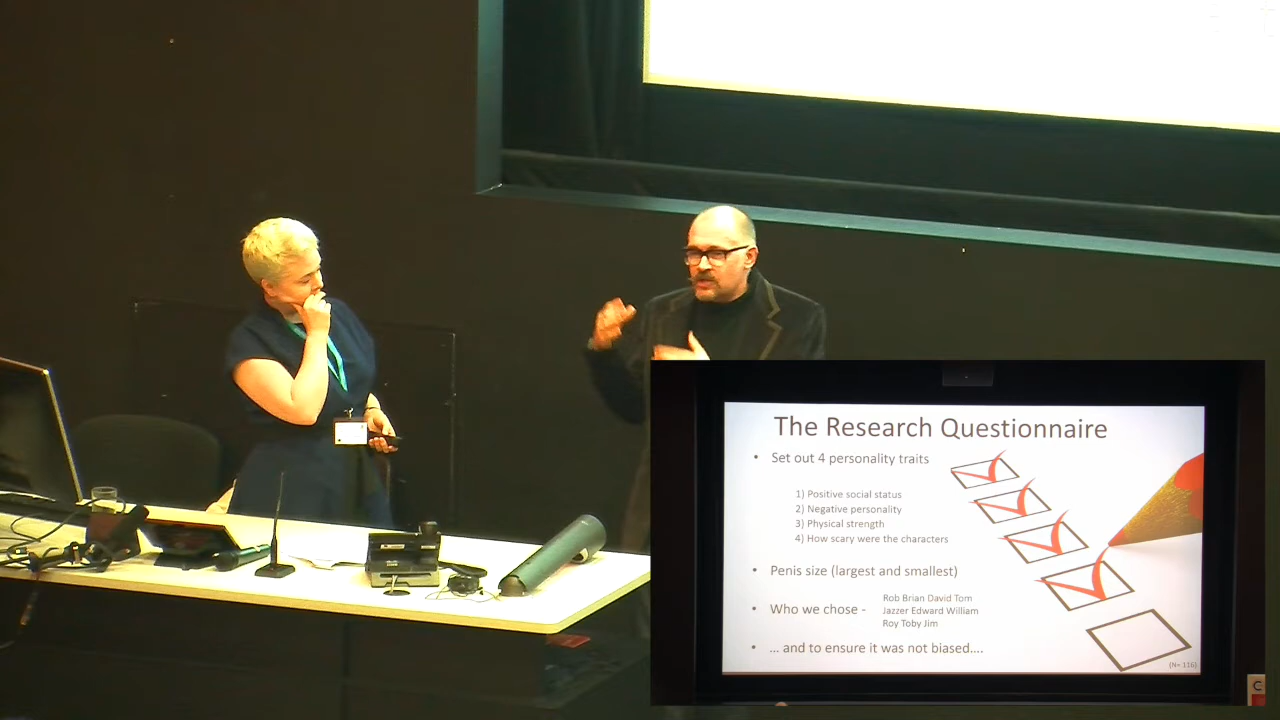 The Research Questionnaire
• Set out 4 personality traits
1) Positive social status
2) Negative personality
3) Physical strength
4) How scary were the characters
• Penis size (largest and smallest)
• Who we chose -
Rob Brian David Tom
Jazzer Edward William
Roy Toby Jim
• ... and to ensure it was not biased....
(N= 116)
C